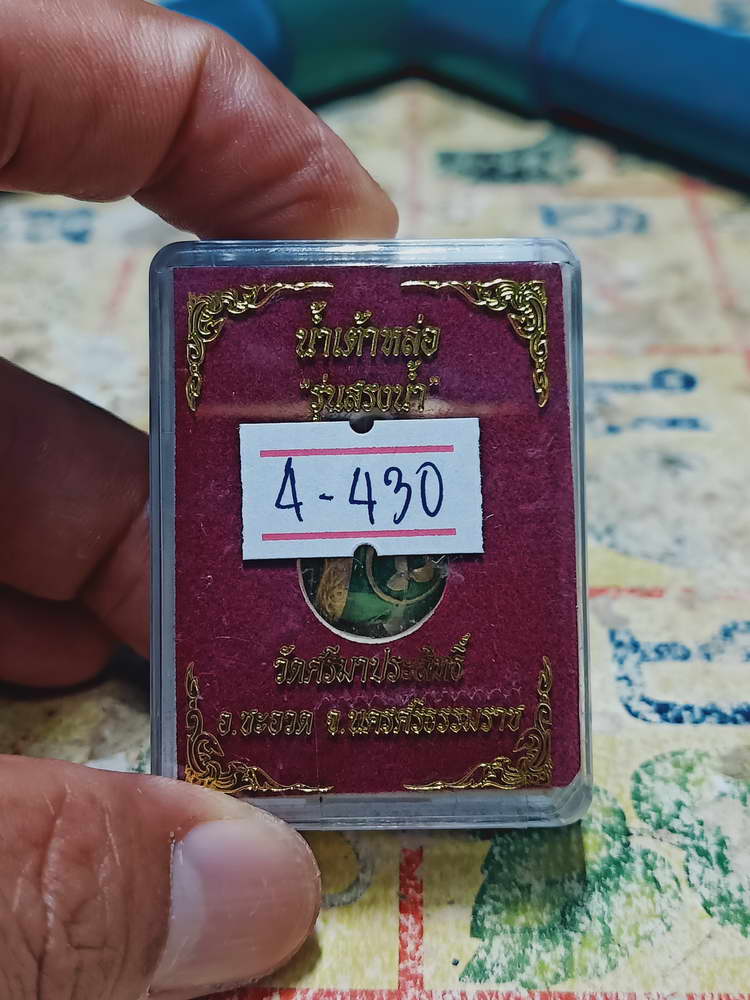 น้ำเต้าหล่อ
"รุ่นสรงน้ำ"
4-430
วัดศรีมาประสิทธิ์
อ.ชะอวด จ.นครศรีธรรมราช